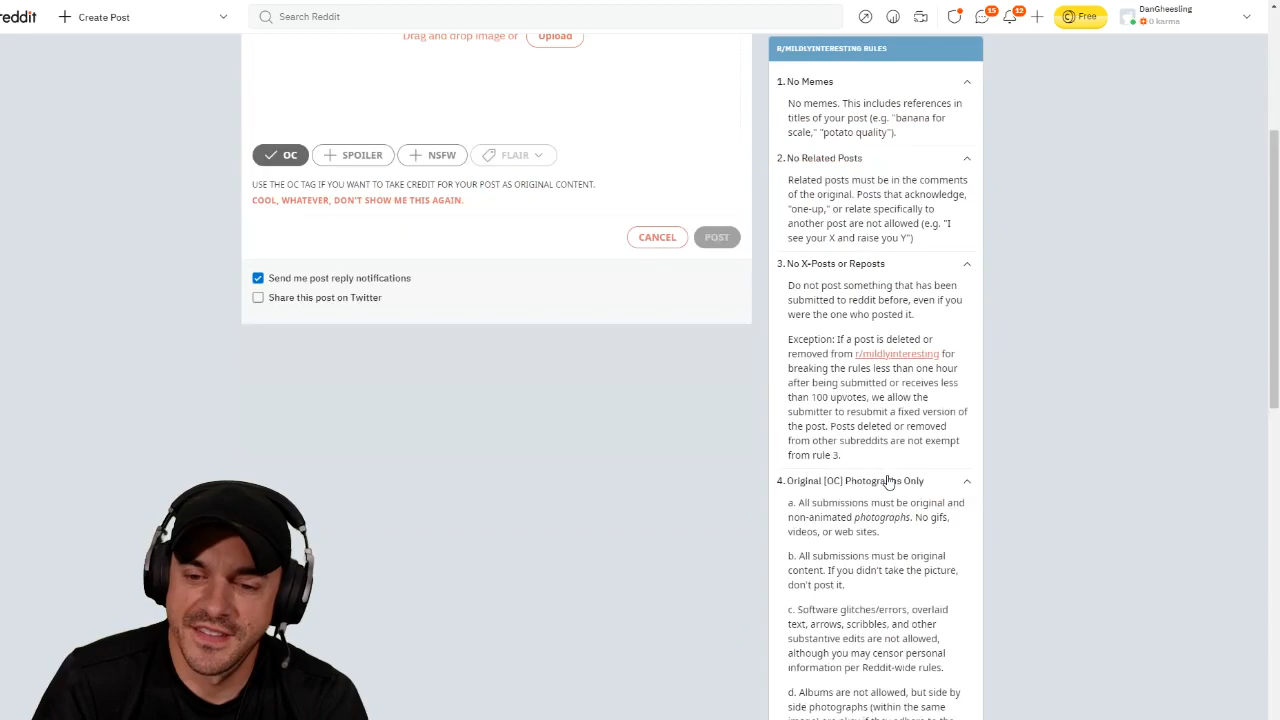 reddit
Create Post
Search Reddit
15
12
Free
DanGheesling
0 karma
Drag and drop image or
Upload
OC
SPOILER
NSFW
FLAIR
USE THE OC TAG IF YOU WANT TO TAKE CREDIT FOR YOUR POST AS ORIGINAL CONTENT.
COOL, WHATEVER, DON'T SHOW ME THIS AGAIN.
CANCEL
POST
Send me post reply notifications
Share this post on Twitter
R/MILDLYINTERESTING RULES
1. No Memes
No memes. This includes references in
titles of your post (e.g. "banana for
scale," "potato quality").
2. No Related Posts
Related posts must be in the comments
of the original. Posts that acknowledge,
"one-up," or relate specifically to
another post are not allowed (e.g. "I
see your X and raise you Y")
3. No X-Posts or Reposts
Do not post something that has been
submitted to reddit before, even if you
were the one who posted it.
Exception: If a post is deleted or
removed from r/mildlyinteresting for
breaking the rules less than one hour
after being submitted or receives less
than 100 upvotes, we allow the
submitter to resubmit a fixed version of
the post. Posts deleted or removed
from other subreddits are not exempt
from rule 3.
4. Original [OC] Photographs Only
a. All submissions must be original and
non-animated photographs. No gifs,
videos, or web sites.
b. All submissions must be original
content. If you didn't take the picture,
don't post it.
c. Software glitches/errors, overlaid
text, arrows, scribbles, and other
substantive edits are not allowed,
although you may censor personal
information per Reddit-wide rules.
d. Albums are not allowed, but side by
side photographs (within the same
image) are okay if they adhere to the